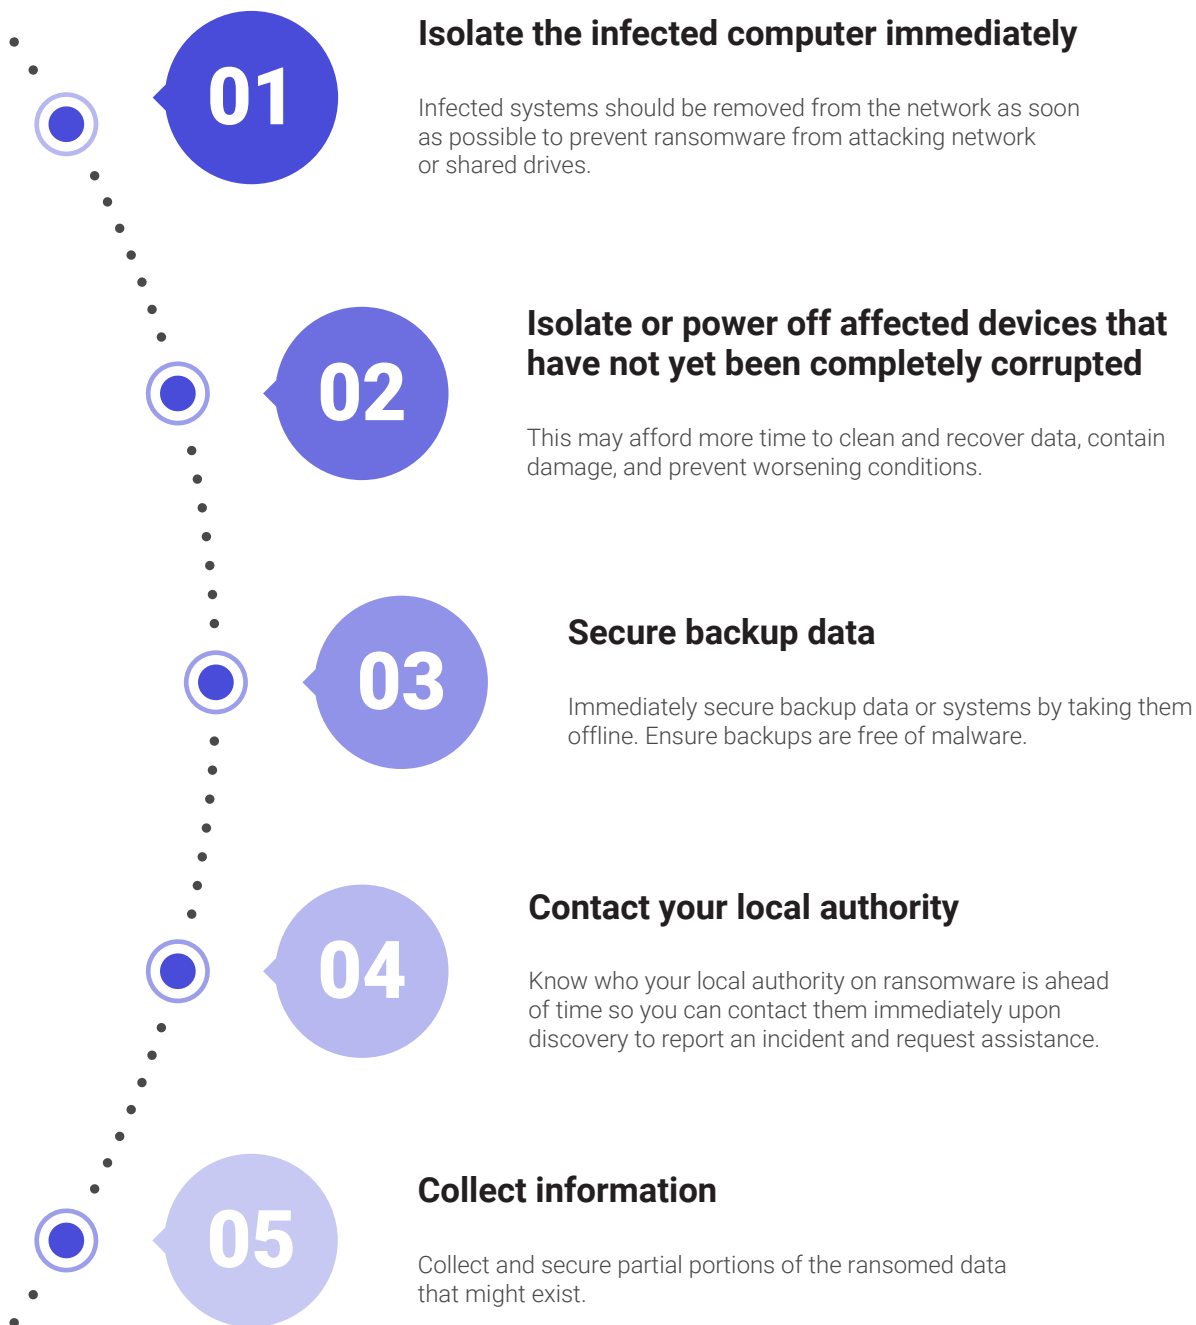 01
Isolate the infected computer immediately
Infected systems should be removed from the network as soon
as possible to prevent ransomware from attacking network
or shared drives.
02
Isolate or power off affected devices that
have not yet been completely corrupted
This may afford more time to clean and recover data, contain
damage, and prevent worsening conditions.
03
Secure backup data
Immediately secure backup data or systems by taking them
offline. Ensure backups are free of malware.
04
Contact your local authority
Know who your local authority on ransomware is ahead
of time so you can contact them immediately upon
discovery to report an incident and request assistance.
05
Collect information
Collect and secure partial portions of the ransomed data
that might exist.